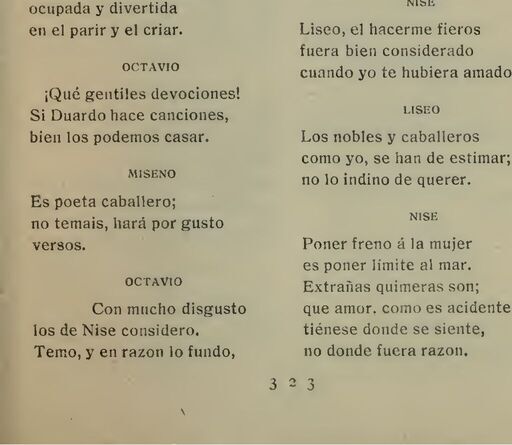 ocupada y divertida
en el parir y el criar.
OCTAVIO
¡Qué gentiles devociones!
Si Duardo hace canciones,
bien los podemos casar.
MISENO
Es poeta caballero;
no temais, hará por gusto
versos.
OCTAVIO
Con mucho disgusto
los de Nise considero.
Temo, y en razon lo fundo,
NISE
Liseo, el hacerme fieros
fuera bien considerado
cuando yo te hubiera amado
LISEO
Los nobles y caballeros
como yo, se han de estimar;
no lo indino de querer.
NISE
Poner freno á la mujer
es poner límite al mar.
Extrañas quimeras son;
que amor. como es acidente
tiénese donde se siente,
no donde fuera razon.
3 2 3